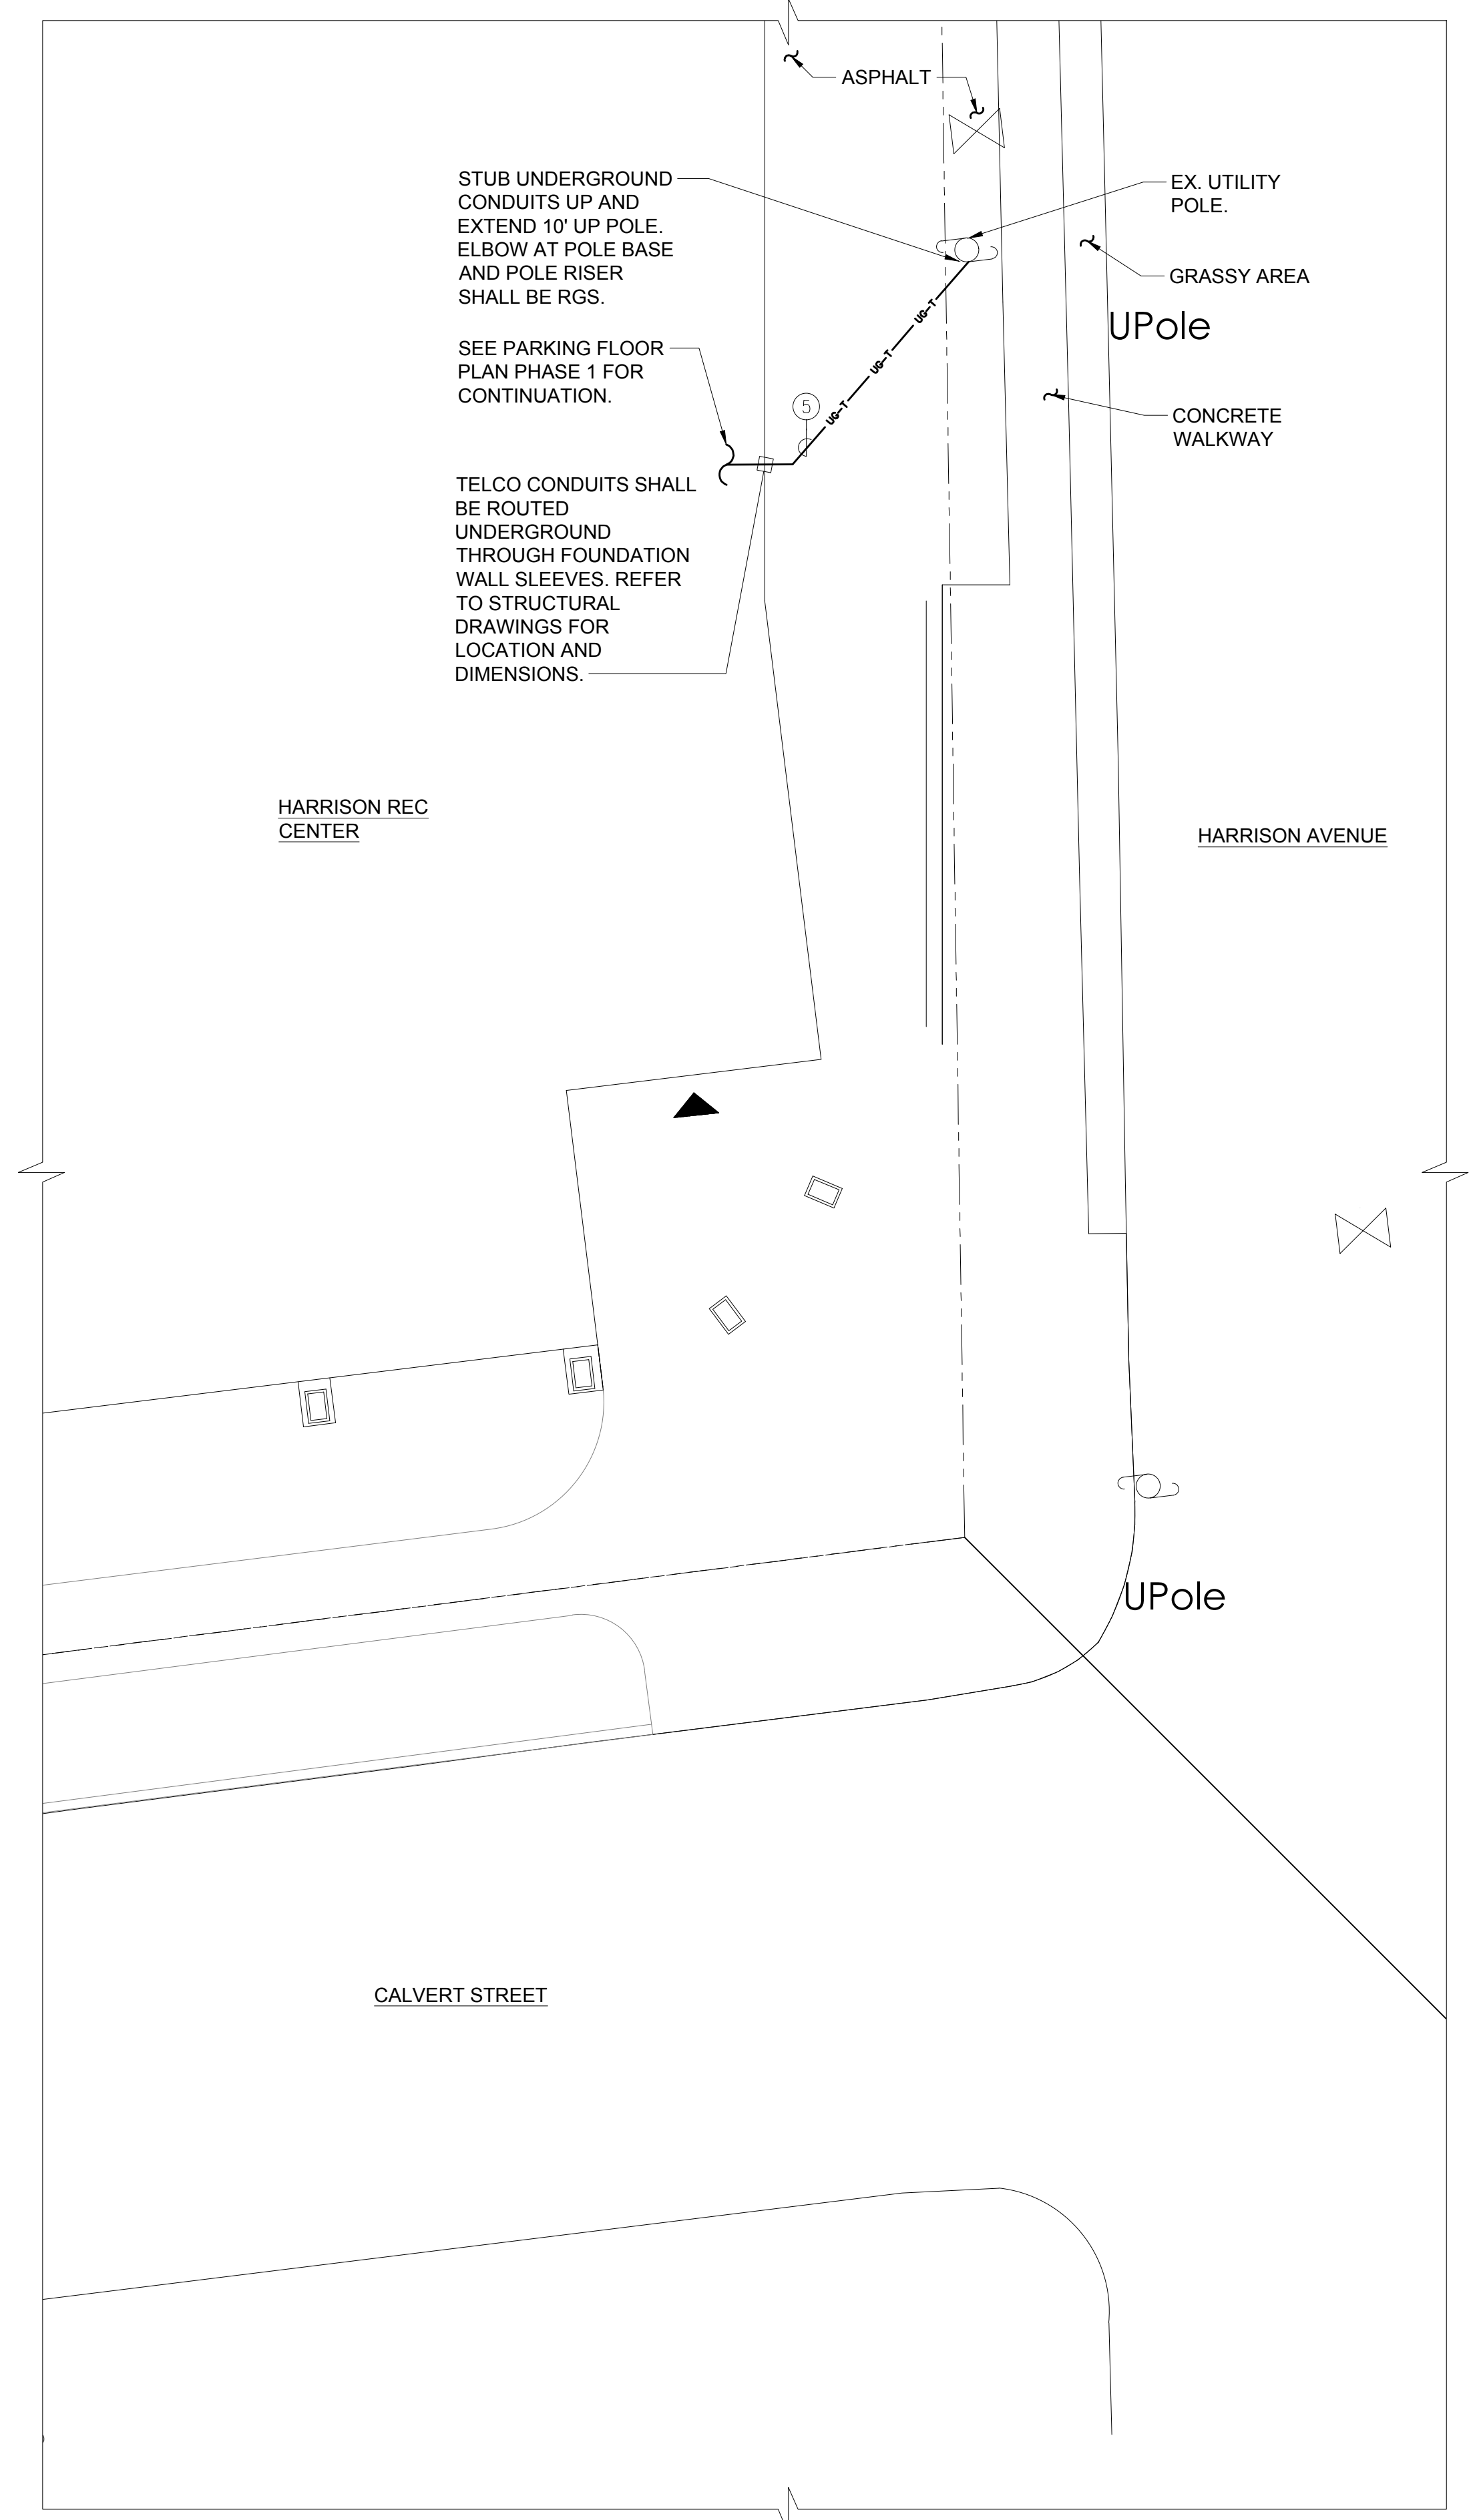 ASPHALT
STUB UNDERGROUND
CONDUITS UP AND
EXTEND 10' UP POLE.
ELBOW AT POLE BASE
AND POLE RISER
SHALL BE RGS.
EX. UTILITY
POLE.
GRASSY AREA
UPole
SEE PARKING FLOOR
PLAN PHASE 1 FOR
CONTINUATION.
UG-T
UG-T
UG-T
5
CONCRETE
WALKWAY
TELCO CONDUITS SHALL
BE ROUTED
UNDERGROUND
THROUGH FOUNDATION
WALL SLEEVES. REFER
TO STRUCTURAL
DRAWINGS FOR
LOCATION AND
DIMENSIONS.
HARRISON REC
CENTER
HARRISON AVENUE
UPole
CALVERT STREET